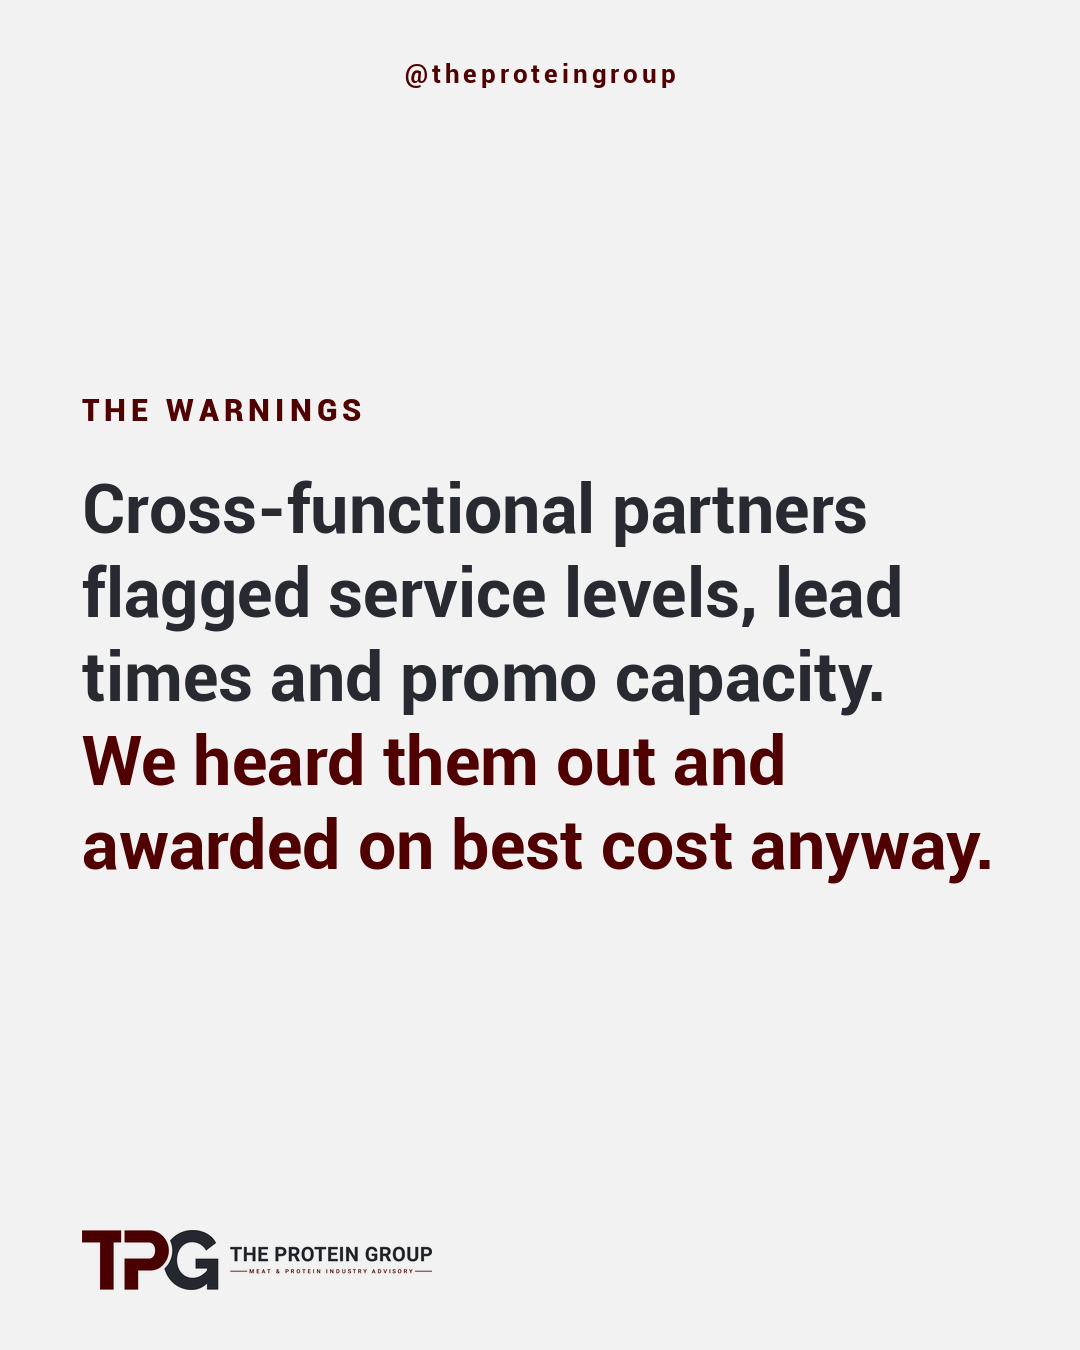 @theproteingroup
THE WARNINGS
Cross-functional partners
flagged service levels, lead
times and promo capacity.
We heard them out and
awarded on best cost anyway.
TPG
THE PROTEIN GROUP
MEAT & PROTEIN INDUSTRY ADVISORY